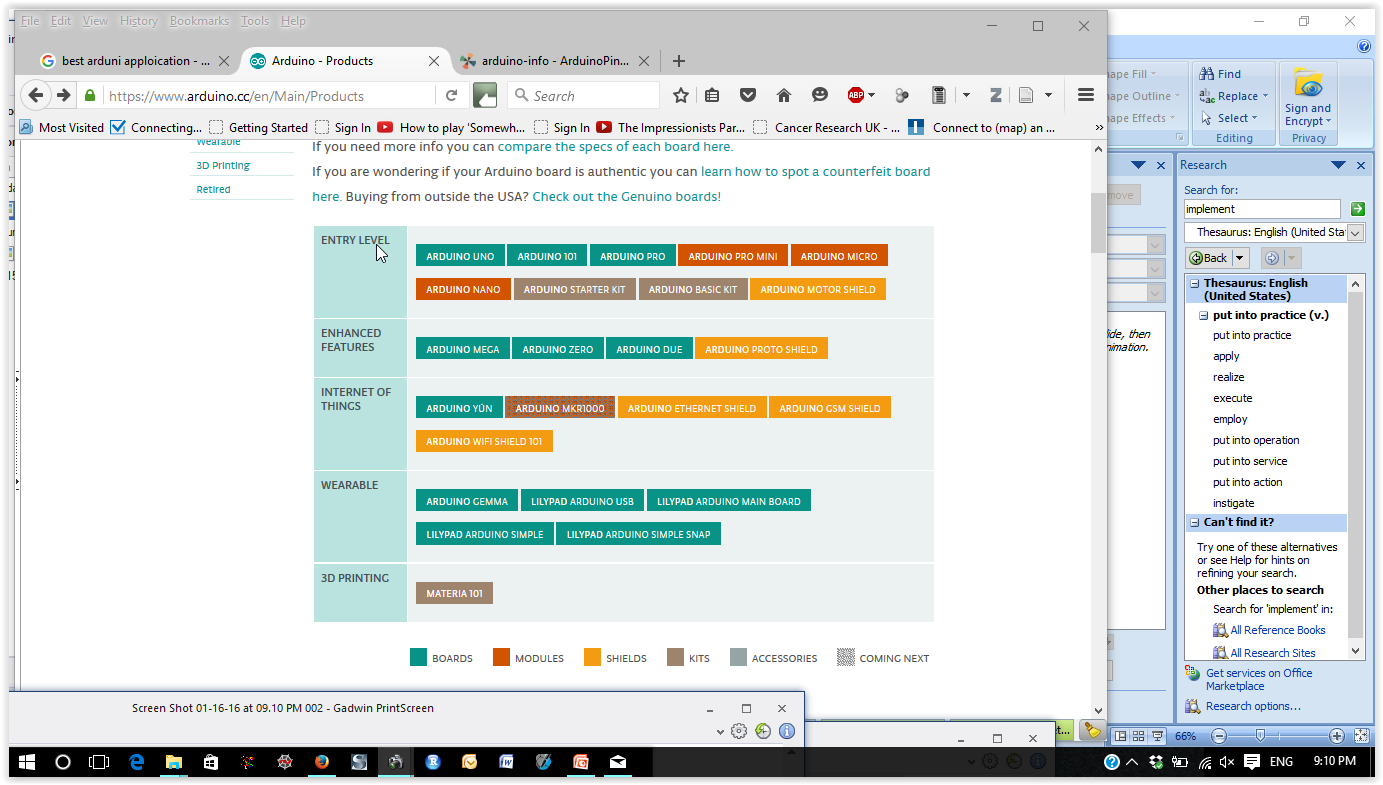 File Edit View History Bookmarks Tools Help
best arduni apploication - ...
Arduino - Products
arduino-info - ArduinoPin...
https://www.arduino.cc/en/Main/Products
Search
ABP
Most Visited Connecting... Getting Started Sign In How to play 'Somewh... Sign In The Impressionists Par... Cancer Research UK - ... Connect to (map) an ...
Wearable
3D Printing
Retired
If you need more info you can compare the specs of each board here.
If you are wondering if your Arduino board is authentic you can learn how to spot a counterfeit board
here. Buying from outside the USA? Check out the Genuino boards!
ENTRY LEVEL
ARDUINO UNO ARDUINO 101 ARDUINO PRO ARDUINO PRO MINI ARDUINO MICRO
ARDUINO NANO ARDUINO STARTER KIT ARDUINO BASIC KIT ARDUINO MOTOR SHIELD
ENHANCED
FEATURES
ARDUINO MEGA ARDUINO ZERO ARDUINO DUE ARDUINO PROTO SHIELD
INTERNET OF
THINGS
ARDUINO YÚN ARDUINO MKR1000 ARDUINO ETHERNET SHIELD ARDUINO GSM SHIELD
ARDUINO WIFI SHIELD 101
WEARABLE
ARDUINO GEMMA LILYPAD ARDUINO USB LILYPAD ARDUINO MAIN BOARD
LILYPAD ARDUINO SIMPLE LILYPAD ARDUINO SIMPLE SNAP
3D PRINTING
MATERIA 101
BOARDS MODULES SHIELDS KITS ACCESSORIES COMING NEXT
Screen Shot 01-16-16 at 09.10 PM 002 - Gadwin PrintScreen
ape Fill
ape Outline
ape Effects
Find
Replace
Select
Editing
Sign and
Encrypt
Privacy
move
ide, then
nimation.
Research
Search for:
implement
Thesaurus: English (United Sta
Back
Thesaurus: English
(United States)
put into practice (v.)
put into practice
apply
realize
execute
employ
put into operation
put into service
put into action
instigate
Can't find it?
Try one of these alternatives
or see Help for hints on
refining your search.
Other places to search
Search for 'implement' in:
All Reference Books
All Research Sites
Get services on Office
Marketplace
Research options...
66%
ENG
9:10 PM